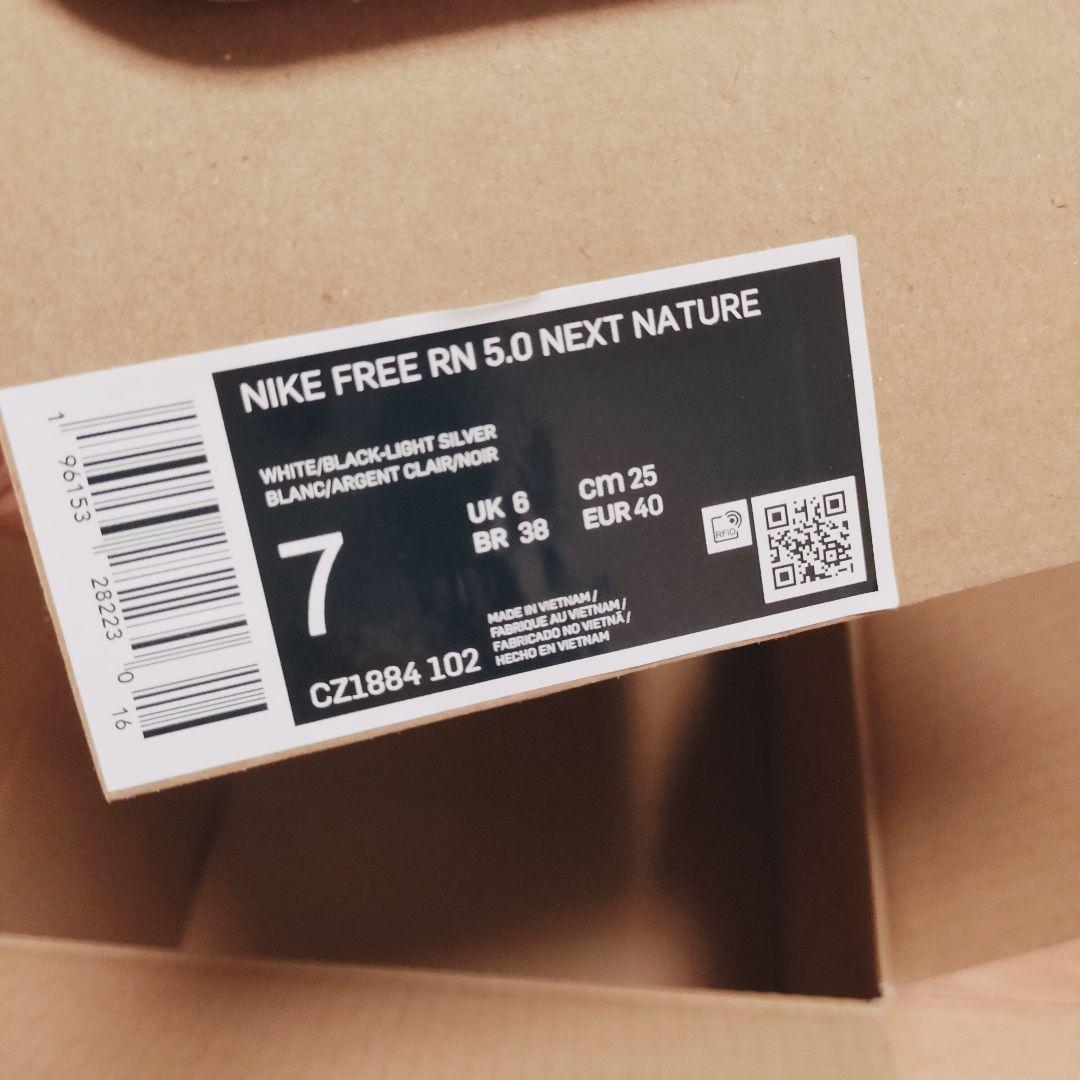 NIKE FREE RN 5.0 NEXT NATURE
WHITE/BLACK-LIGHT SILVER
BLANC/ARGENT CLAIR/NOIR
7
UK 6
BR 38
cm 25
EUR 40
RFID
MADE IN VIETNAM /
FABRIQUE AU VIETNAM /
FABRICADO NO VIETNÃ /
HECHO EN VIETNAM
CZ1884 102
1 96153 28223 0 16